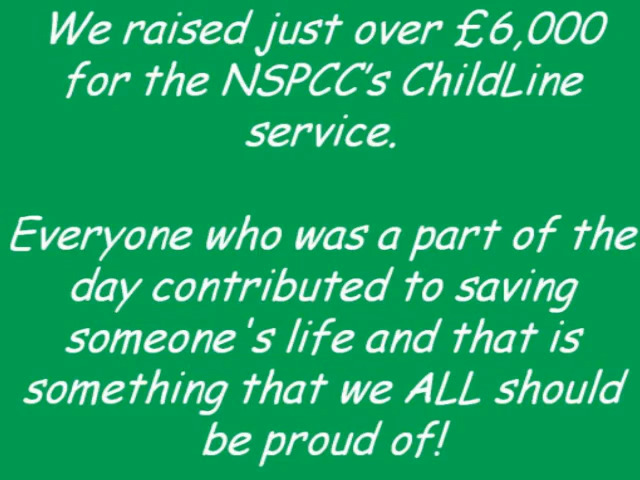 We raised just over £6,000
for the NSPCC's ChildLine
service.
Everyone who was a part of the
day contributed to saving
someone's life and that is
something that we ALL should
be proud of!